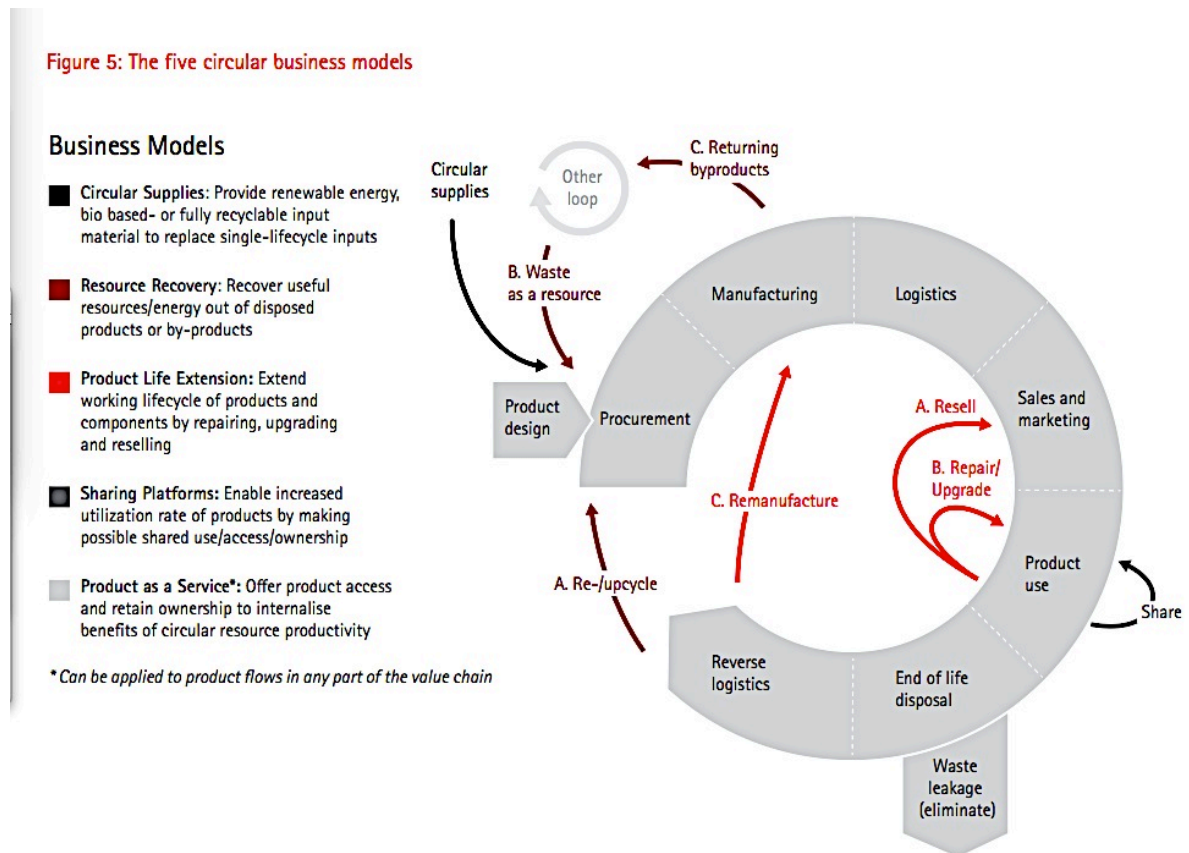 Figure 5: The five circular business models
Business Models
Circular Supplies: Provide renewable energy,
bio based- or fully recyclable input
material to replace single-lifecycle inputs
Resource Recovery: Recover useful
resources/energy out of disposed
products or by-products
Product Life Extension: Extend
working lifecycle of products and
components by repairing, upgrading
and reselling
Sharing Platforms: Enable increased
utilization rate of products by making
possible shared use/access/ownership
Product as a Service*: Offer product access
and retain ownership to internalise
benefits of circular resource productivity
* Can be applied to product flows in any part of the value chain
Circular
supplies
Other
loop
C. Returning
byproducts
B. Waste
as a resource
Product
design
Procurement
Manufacturing
Logistics
Sales and
marketing
A. Resell
B. Repair/
Upgrade
C. Remanufacture
Product
use
Share
A. Re-/upcycle
Reverse
logistics
End of life
disposal
Waste
leakage
(eliminate)